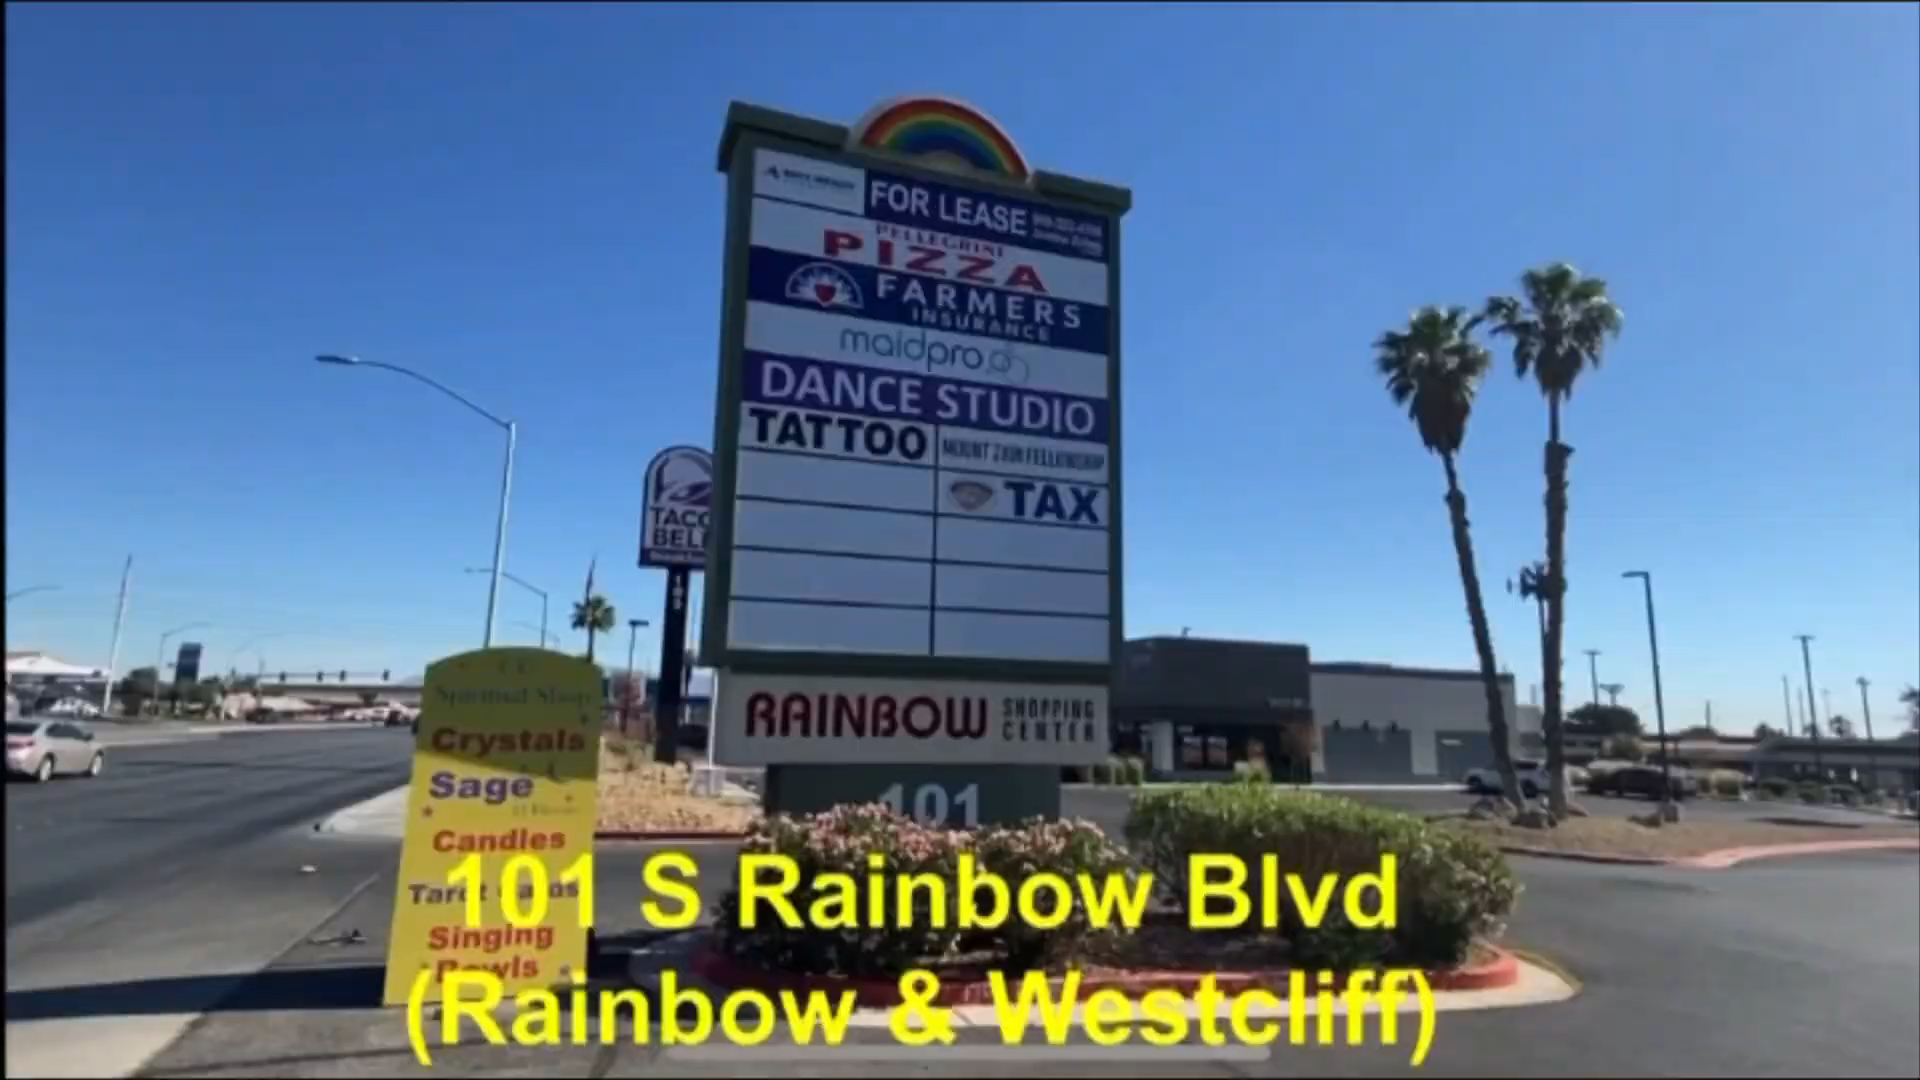 FOR LEASE
PELLEGRINI
PIZZA
FARMERS
INSURANCE
maidpro
DANCE STUDIO
TATTOO
MOUNT ZION FELLOWSHIP
TAX
TACO
BELL
RAINBOW SHOPPING CENTER
101
Spiritual Shop
Crystals
Sage
Candles
Tarot Cards
Singing
Bowls
101 S Rainbow Blvd
(Rainbow & Westcliff)